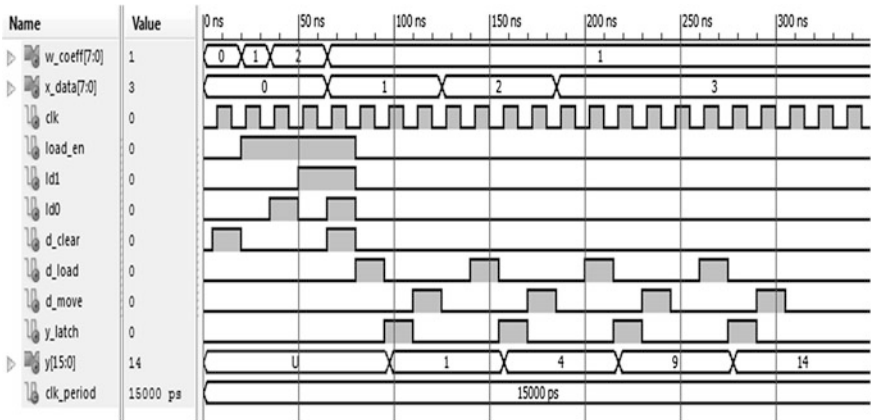 Name Value 0 ns 50 ns 100 ns 150 ns 200 ns 250 ns 300 ns
w_coeff[7:0] 1 0 1 2 1
x_data[7:0] 3 0 1 2 3
clk 0
load_en 0
ld1 0
ld0 0
d_clear 0
d_load 0
d_move 0
y_latch 0
y[15:0] 14 U 1 4 9 14
clk_period 15000 ps 15000 ps